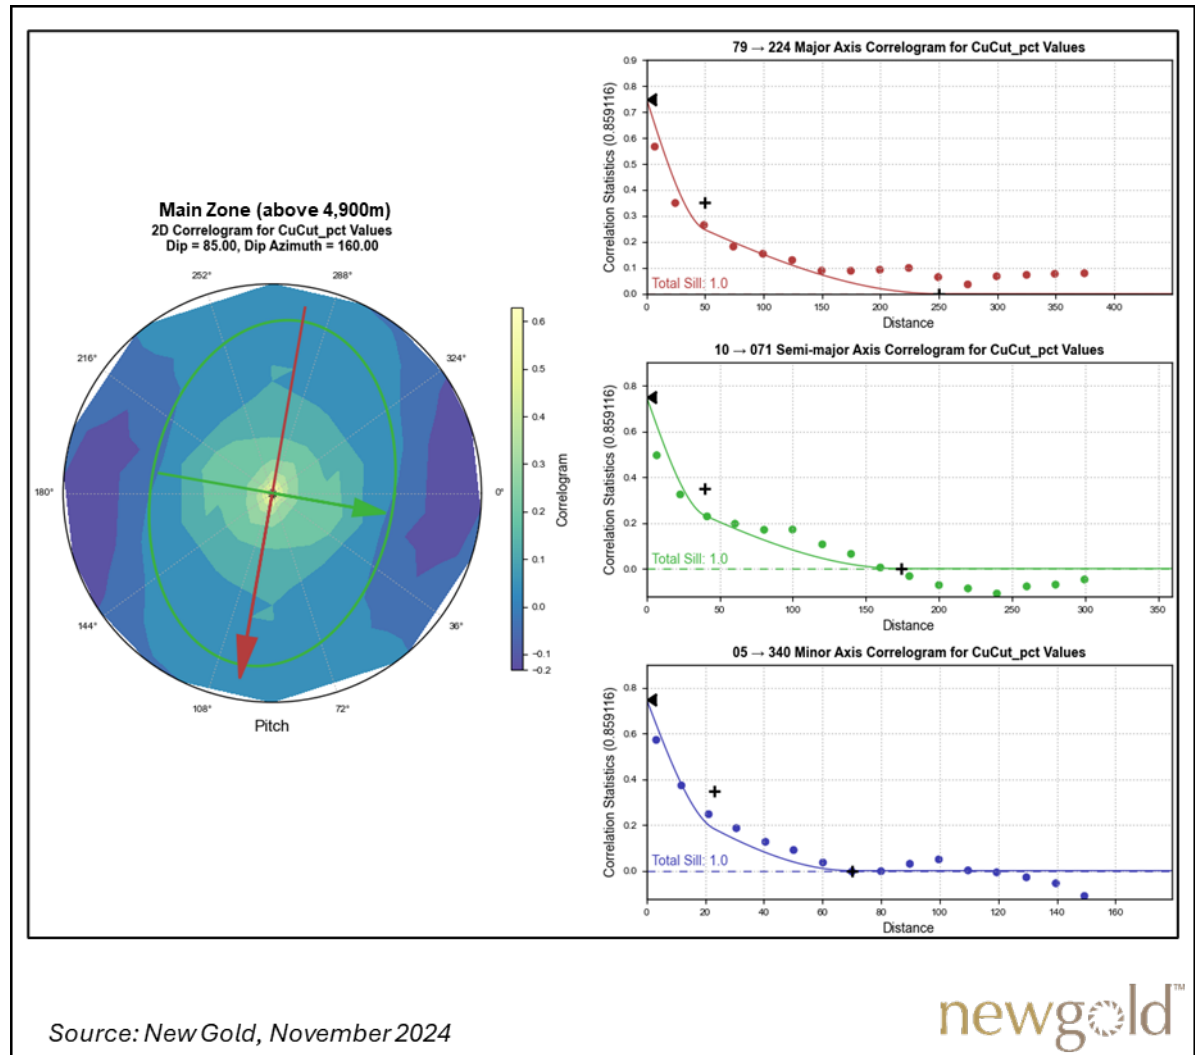 Main Zone (above 4,900m)
2D Correlogram for CuCut_pct Values
Dip = 85.00, Dip Azimuth = 160.00
252°
288°
216°
324°
180°
0°
144°
36°
108°
72°
Pitch
0.6
0.5
0.4
0.3
0.2
0.1
0.0
−0.1
−0.2
Correlogram
79 → 224 Major Axis Correlogram for CuCut_pct Values
Correlation Statistics (0.859116)
0.9
0.8
0.7
0.6
0.5
0.4
0.3
0.2
0.1
0.0
Total Sill: 1.0
0 50 100 150 200 250 300 350 400
Distance
10 → 071 Semi-major Axis Correlogram for CuCut_pct Values
Correlation Statistics (0.859116)
0.8
0.6
0.4
0.2
0.0
Total Sill: 1.0
0 50 100 150 200 250 300 350
Distance
05 → 340 Minor Axis Correlogram for CuCut_pct Values
Correlation Statistics (0.859116)
0.8
0.6
0.4
0.2
0.0
Total Sill: 1.0
0 20 40 60 80 100 120 140 160
Distance
Source: New Gold, November 2024
newgold™